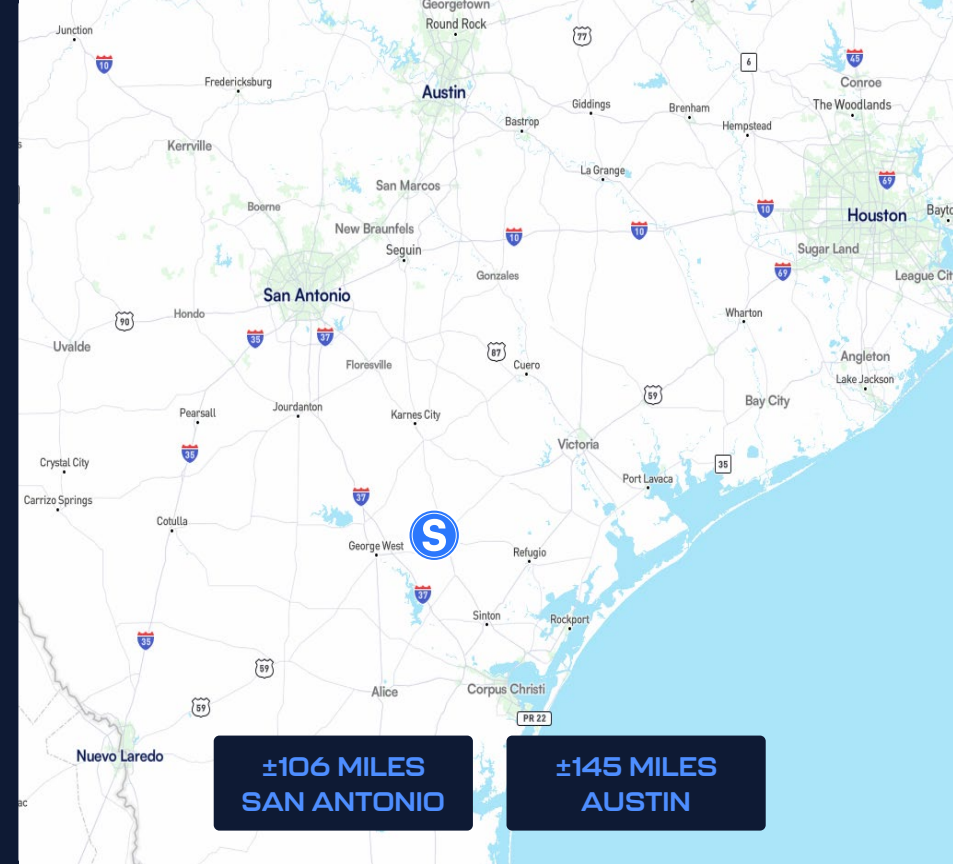 Georgetown
Junction
Round Rock
77
10
6
45
Conroe
Fredericksburg
Austin
Giddings
Brenham
The Woodlands
Bastrop
Hempstead
Kerrville
La Grange
69
San Marcos
Boerne
10
Houston
Bayto
New Braunfels
10
10
Seguin
Sugar Land
69
League Cit
Gonzales
San Antonio
Hondo
Wharton
90
35
37
Uvalde
87
Angleton
Floresville
Cuero
Lake Jackson
59
Bay City
Pearsall
Jourdanton
Karnes City
Victoria
35
35
Crystal City
Port Lavaca
Carrizo Springs
37
Cotulla
S
George West
Refugio
37
Sinton
Rockport
35
59
Alice
Corpus Christi
59
PR 22
Nuevo Laredo
±106 MILES
SAN ANTONIO
±145 MILES
AUSTIN
ac